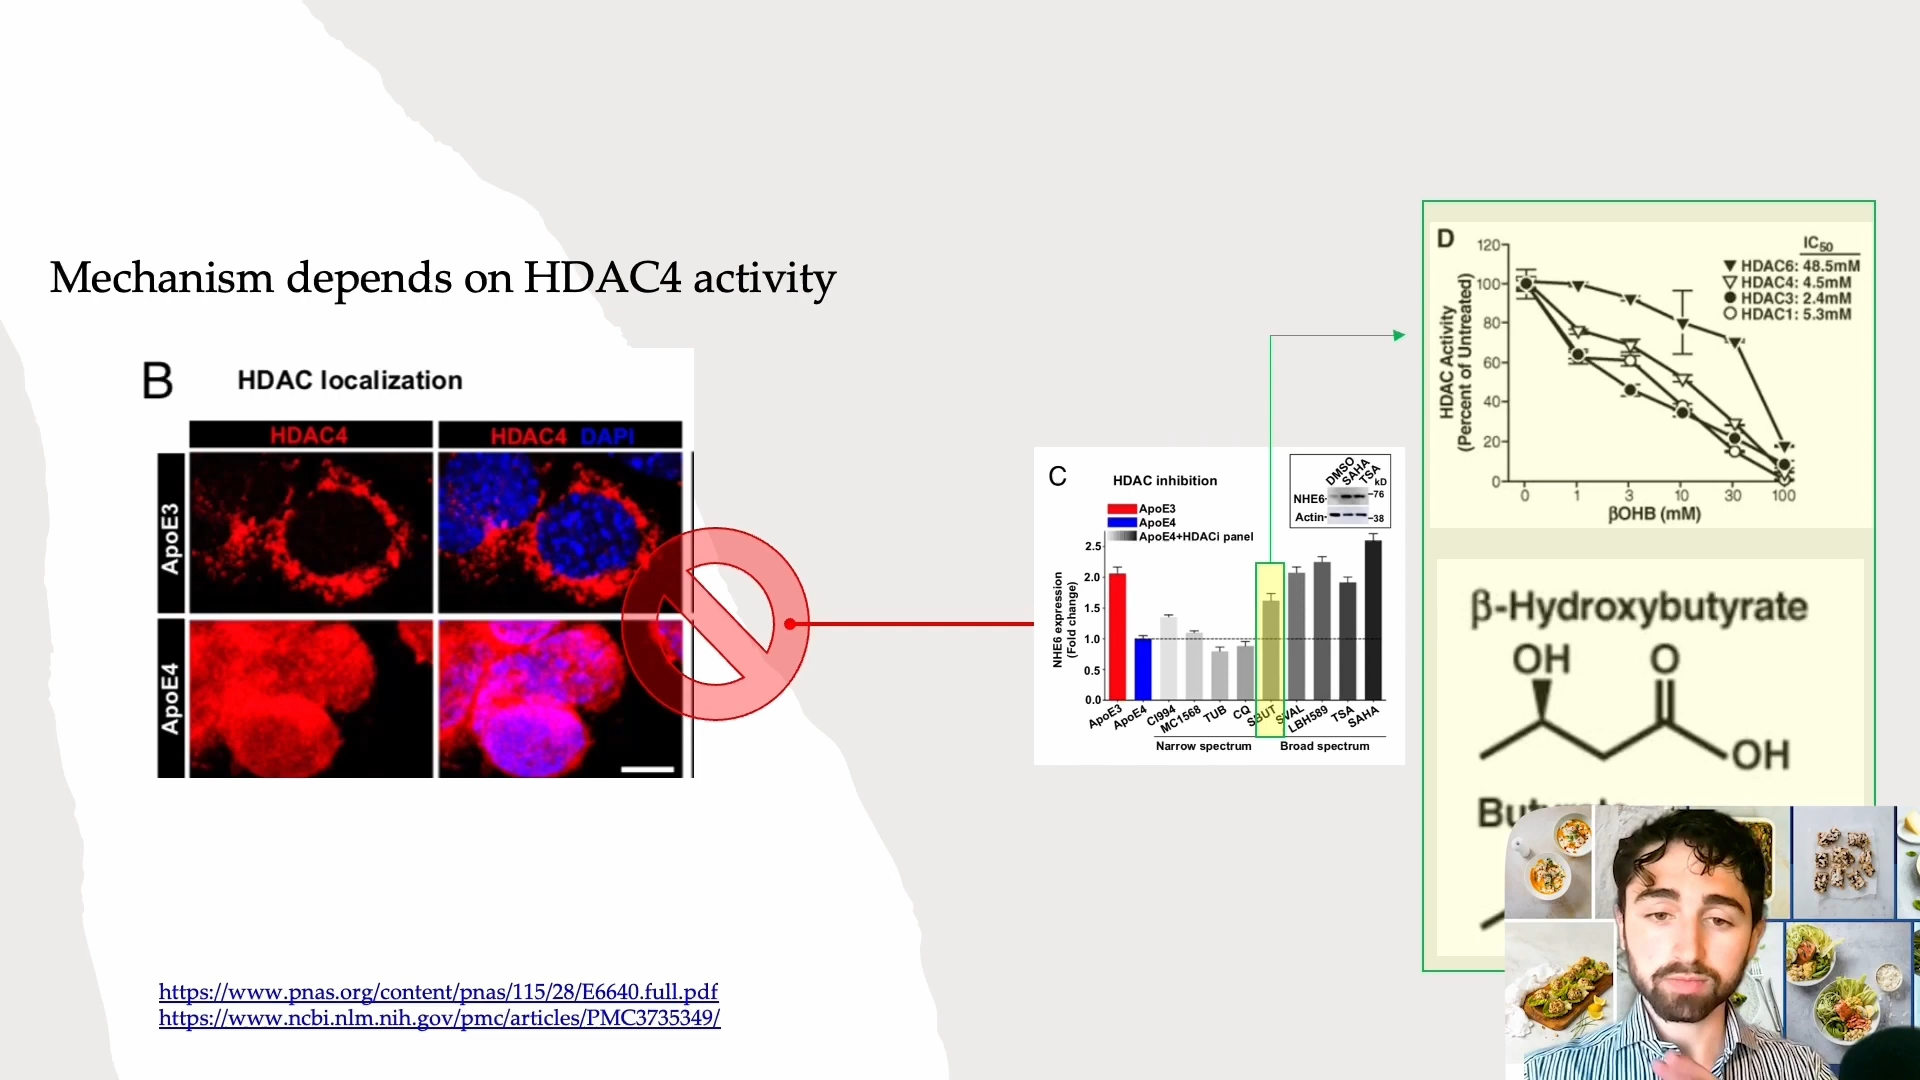 Mechanism depends on HDAC4 activity
B
HDAC localization
HDAC4
HDAC4 DAPI
ApoE3
ApoE4
https://www.pnas.org/content/pnas/115/28/E6640.full.pdf
https://www.ncbi.nlm.nih.gov/pmc/articles/PMC3735349/
C
HDAC inhibition
ApoE3
ApoE4
ApoE4+HDACi panel
DMSO
SAHA
TSA
kD
NHE6
76
Actin
38
NHE6 expression
(Fold change)
2.5
2.0
1.5
1.0
0.5
0.0
ApoE3
ApoE4
CI994
MC1568
TUB
CQ
SBUT
SVAL
LBH589
TSA
SAHA
Narrow spectrum
Broad spectrum
D
IC50
HDAC6: 48.5mM
HDAC4: 4.5mM
HDAC3: 2.4mM
HDAC1: 5.3mM
HDAC Activity
(Percent of Untreated)
120
100
80
60
40
20
0
0 1 3 10 30 100
βOHB (mM)
β-Hydroxybutyrate
OH O
OH